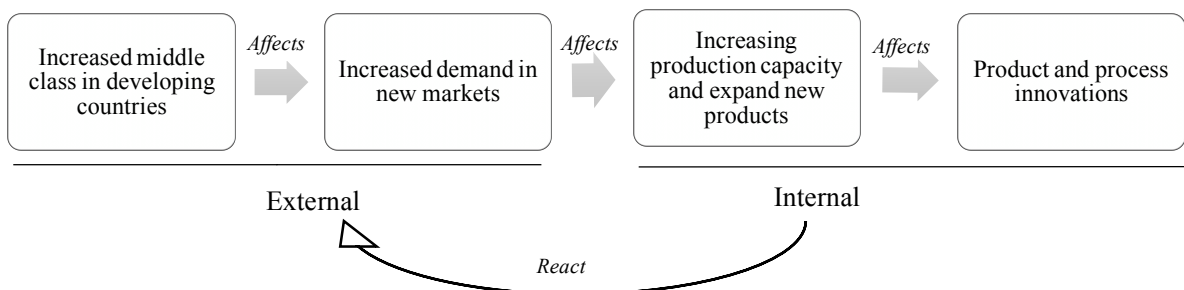 Increased middle
class in developing
countries
Affects
Increased demand in
new markets
Affects
Increasing
production capacity
and expand new
products
Affects
Product and process
innovations
External
Internal
React